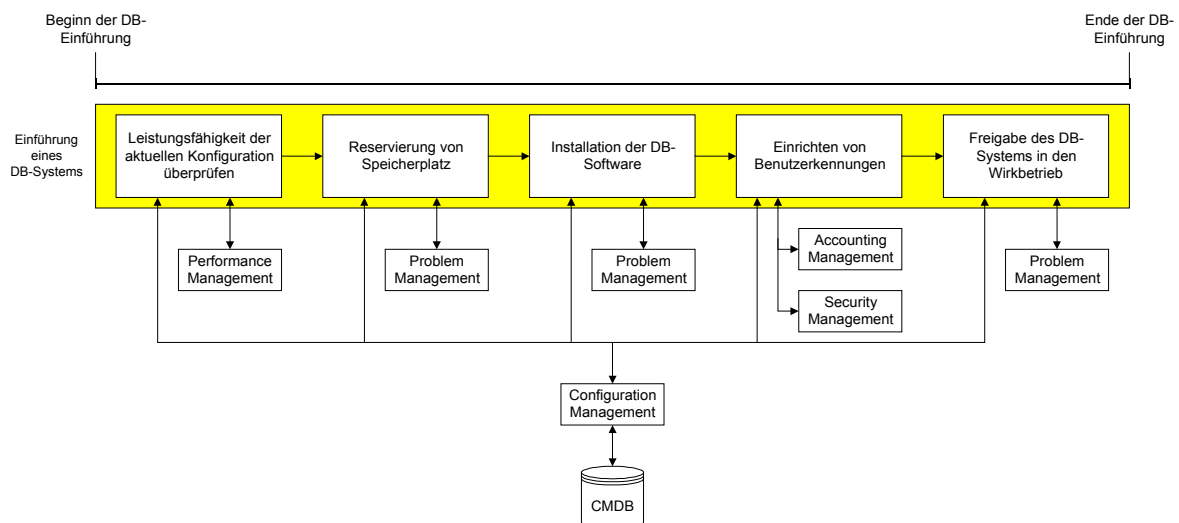 Beginn der DB-
Einführung
Ende der DB-
Einführung
Einführung
eines
DB-Systems
Leistungsfähigkeit der
aktuellen Konfiguration
überprüfen
Reservierung von
Speicherplatz
Installation der DB-
Software
Einrichten von
Benutzerkennungen
Freigabe des DB-
Systems in den
Wirkbetrieb
Performance
Management
Problem
Management
Problem
Management
Accounting
Management
Security
Management
Problem
Management
Configuration
Management
CMDB